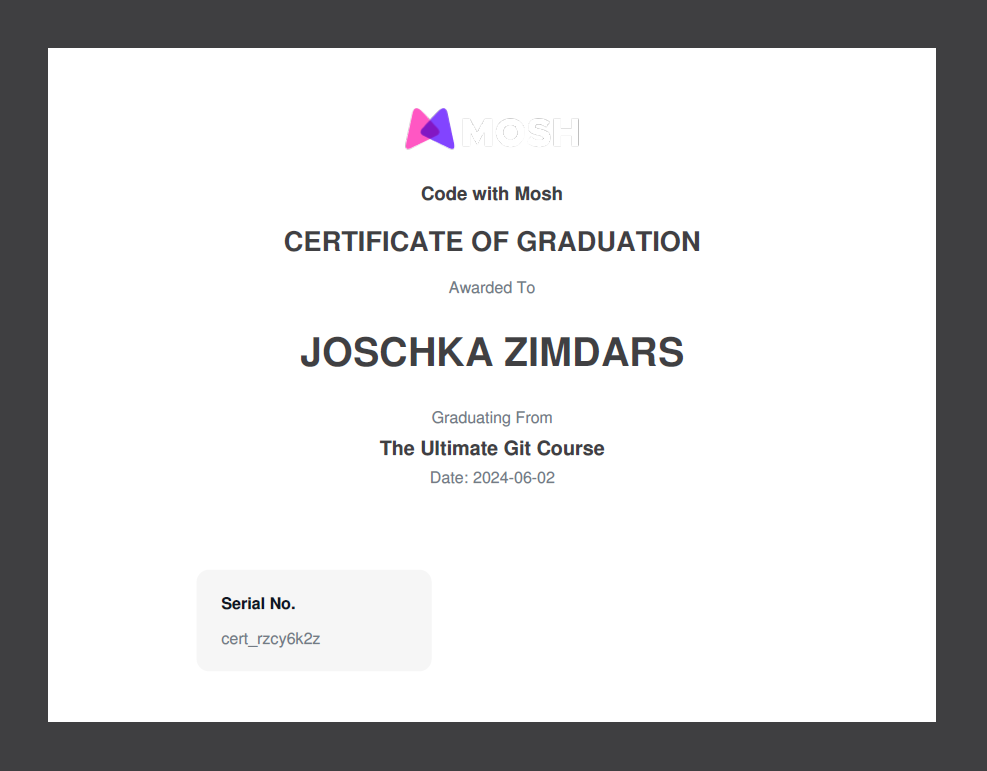 MOSH
Code with Mosh
CERTIFICATE OF GRADUATION
Awarded To
JOSCHKA ZIMDARS
Graduating From
The Ultimate Git Course
Date: 2024-06-02
Serial No.
cert_rzcy6k2z